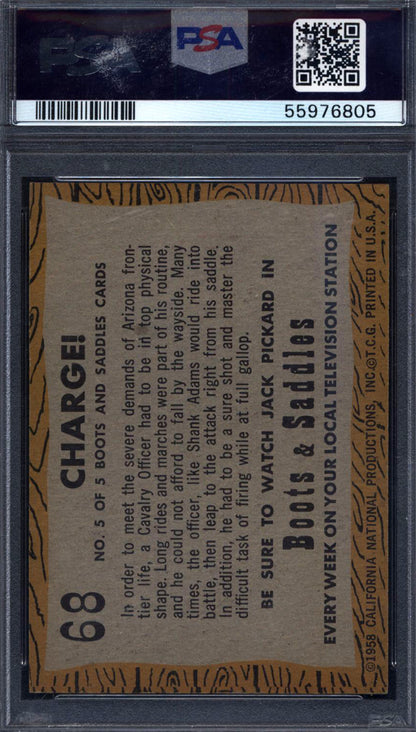 PSA
PSA
55976805
68
CHARGE!
NO. 5 OF 5 BOOTS AND SADDLES CARDS
In order to meet the severe demands of Arizona fron-
tier life, a Cavalry Officer had to be in top physical
shape. Long rides and marches were part of his routine,
and he could not afford to fall by the wayside. Many
times, the officer, like Shank Adams would ride into
battle, then leap to the attack right from his saddle.
In addition, he had to be a sure shot and master the
difficult task of firing while at full gallop.
BE SURE TO WATCH JACK PICKARD IN
Boots & Saddles
EVERY WEEK ON YOUR LOCAL TELEVISION STATION
©1958 CALIFORNIA NATIONAL PRODUCTIONS, INC. ©T.C.G. PRINTED IN U.S.A.